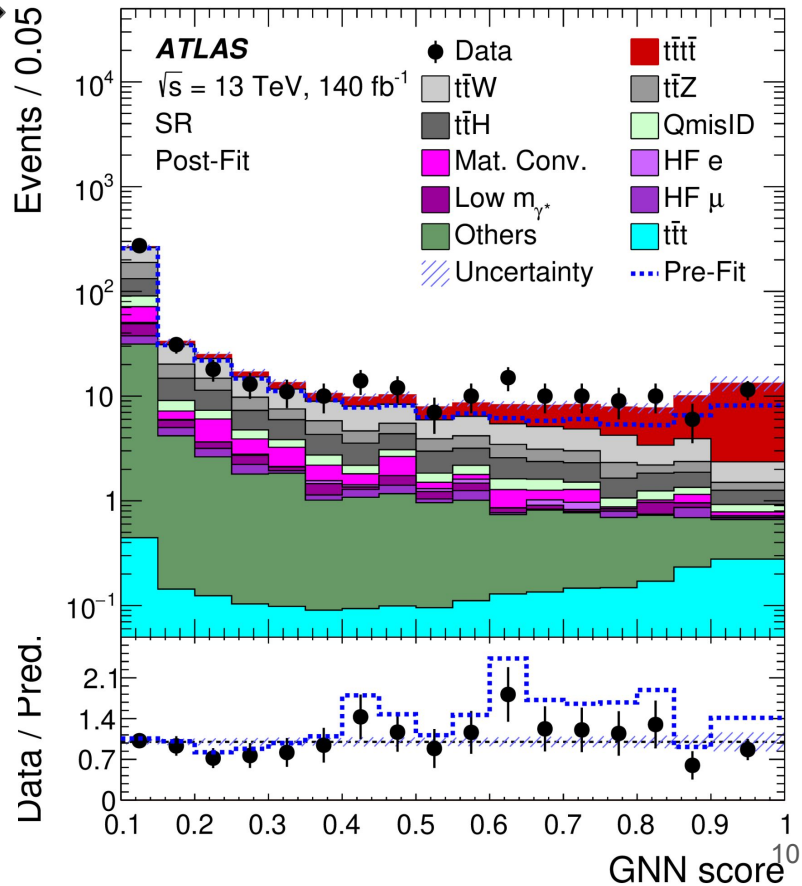 Events / 0.05
10⁴
10³
10²
10
1
10⁻¹
ATLAS
√s = 13 TeV, 140 fb⁻¹
SR
Post-Fit
Data
tt̄tt̄
tt̄W
tt̄Z
tt̄H
QmisID
Mat. Conv.
HF e
Low m_γ*
HF μ
Others
tt̄t
Uncertainty
Pre-Fit
Data / Pred.
2.1
1.4
0.7
0
0.1 0.2 0.3 0.4 0.5 0.6 0.7 0.8 0.9 1
GNN score
10